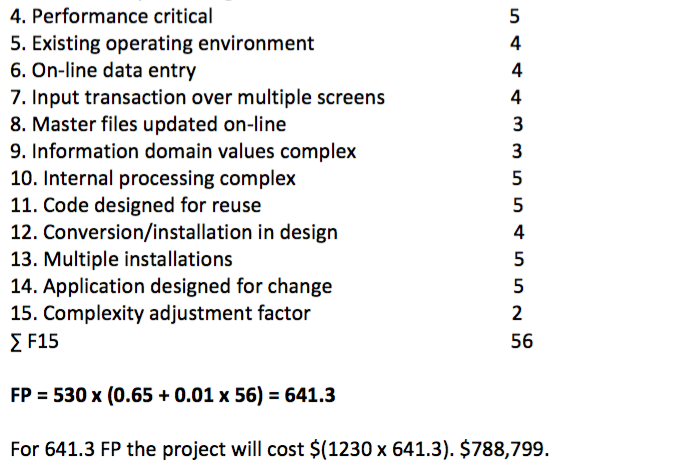 4. Performance critical 5
5. Existing operating environment 4
6. On-line data entry 4
7. Input transaction over multiple screens 4
8. Master files updated on-line 3
9. Information domain values complex 3
10. Internal processing complex 5
11. Code designed for reuse 5
12. Conversion/installation in design 4
13. Multiple installations 5
14. Application designed for change 5
15. Complexity adjustment factor 2
∑ F15 56
FP = 530 x (0.65 + 0.01 x 56) = 641.3
For 641.3 FP the project will cost $(1230 x 641.3). $788,799.